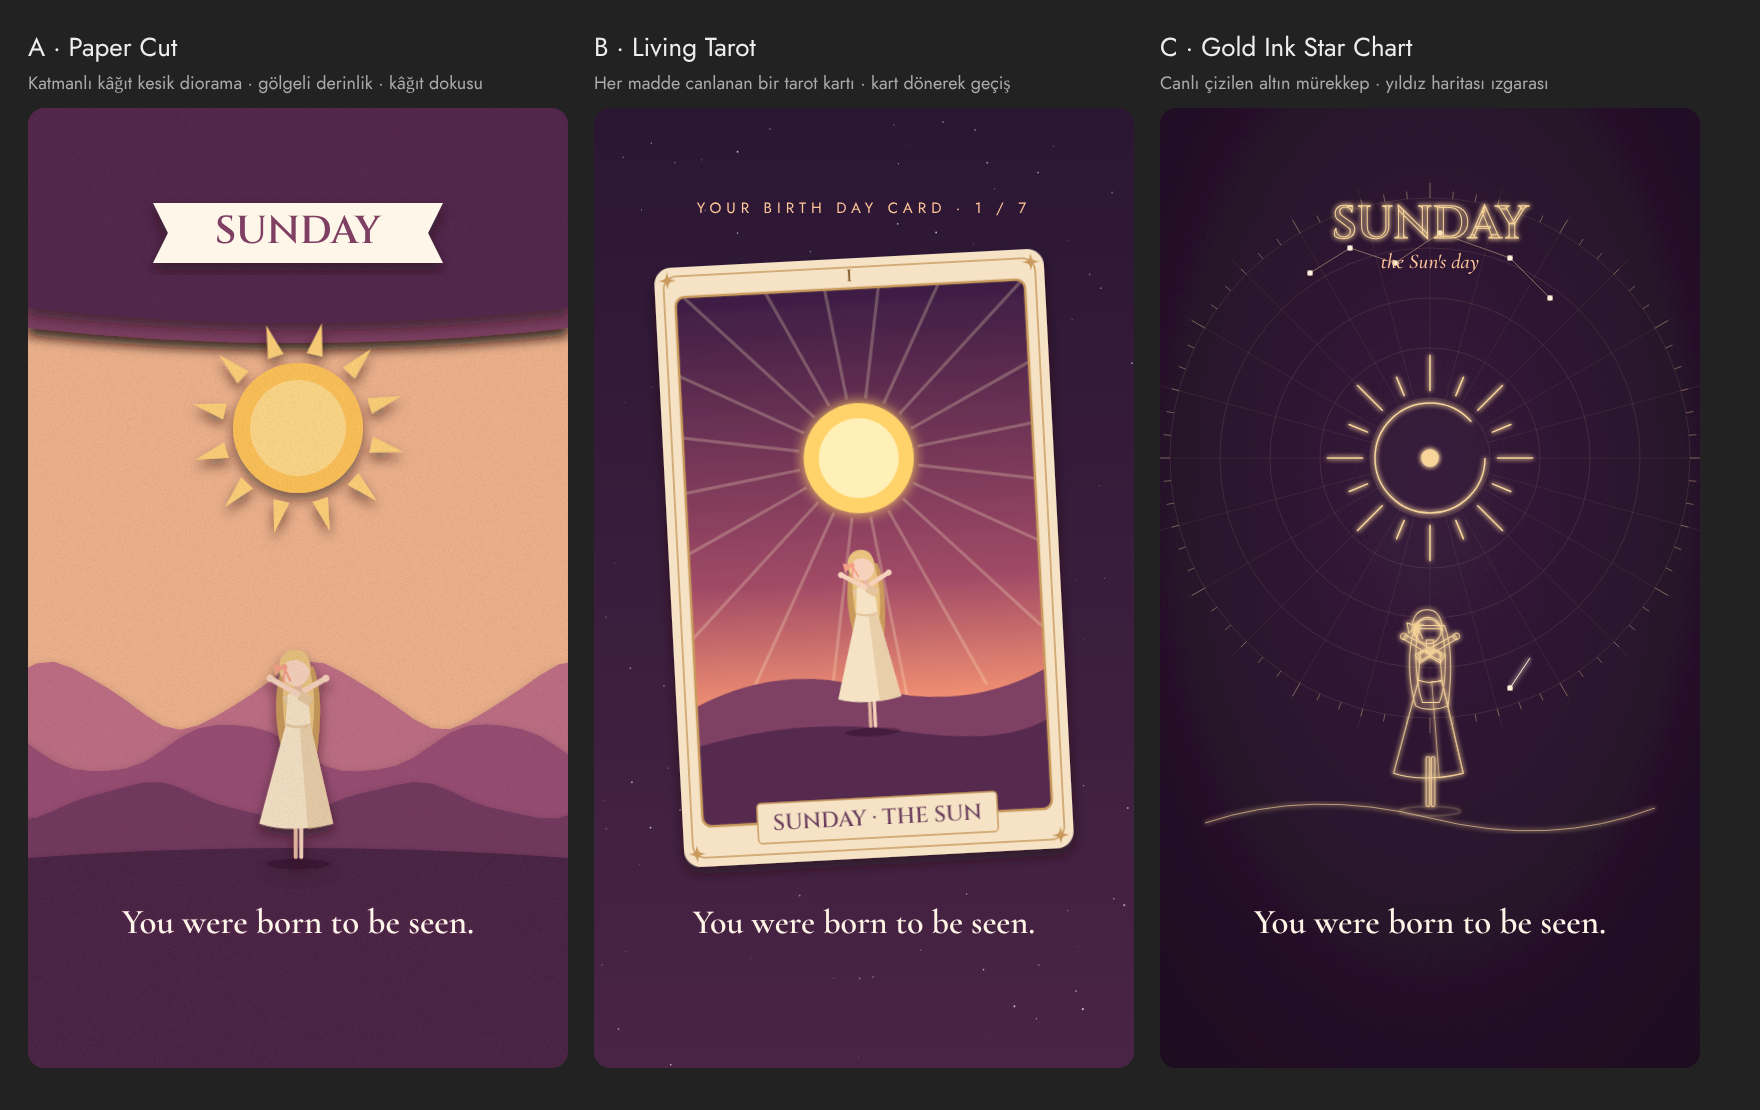 A · Paper Cut
Katmanlı kâğıt kesik diorama · gölgeli derinlik · kâğıt dokusu
SUNDAY
You were born to be seen.
B · Living Tarot
Her madde canlanan bir tarot kartı · kart dönerek geçiş
YOUR BIRTH DAY CARD · 1 / 7
I
SUNDAY · THE SUN
You were born to be seen.
C · Gold Ink Star Chart
Canlı çizilen altın mürekkep · yıldız haritası ızgarası
SUNDAY
the Sun's day
You were born to be seen.